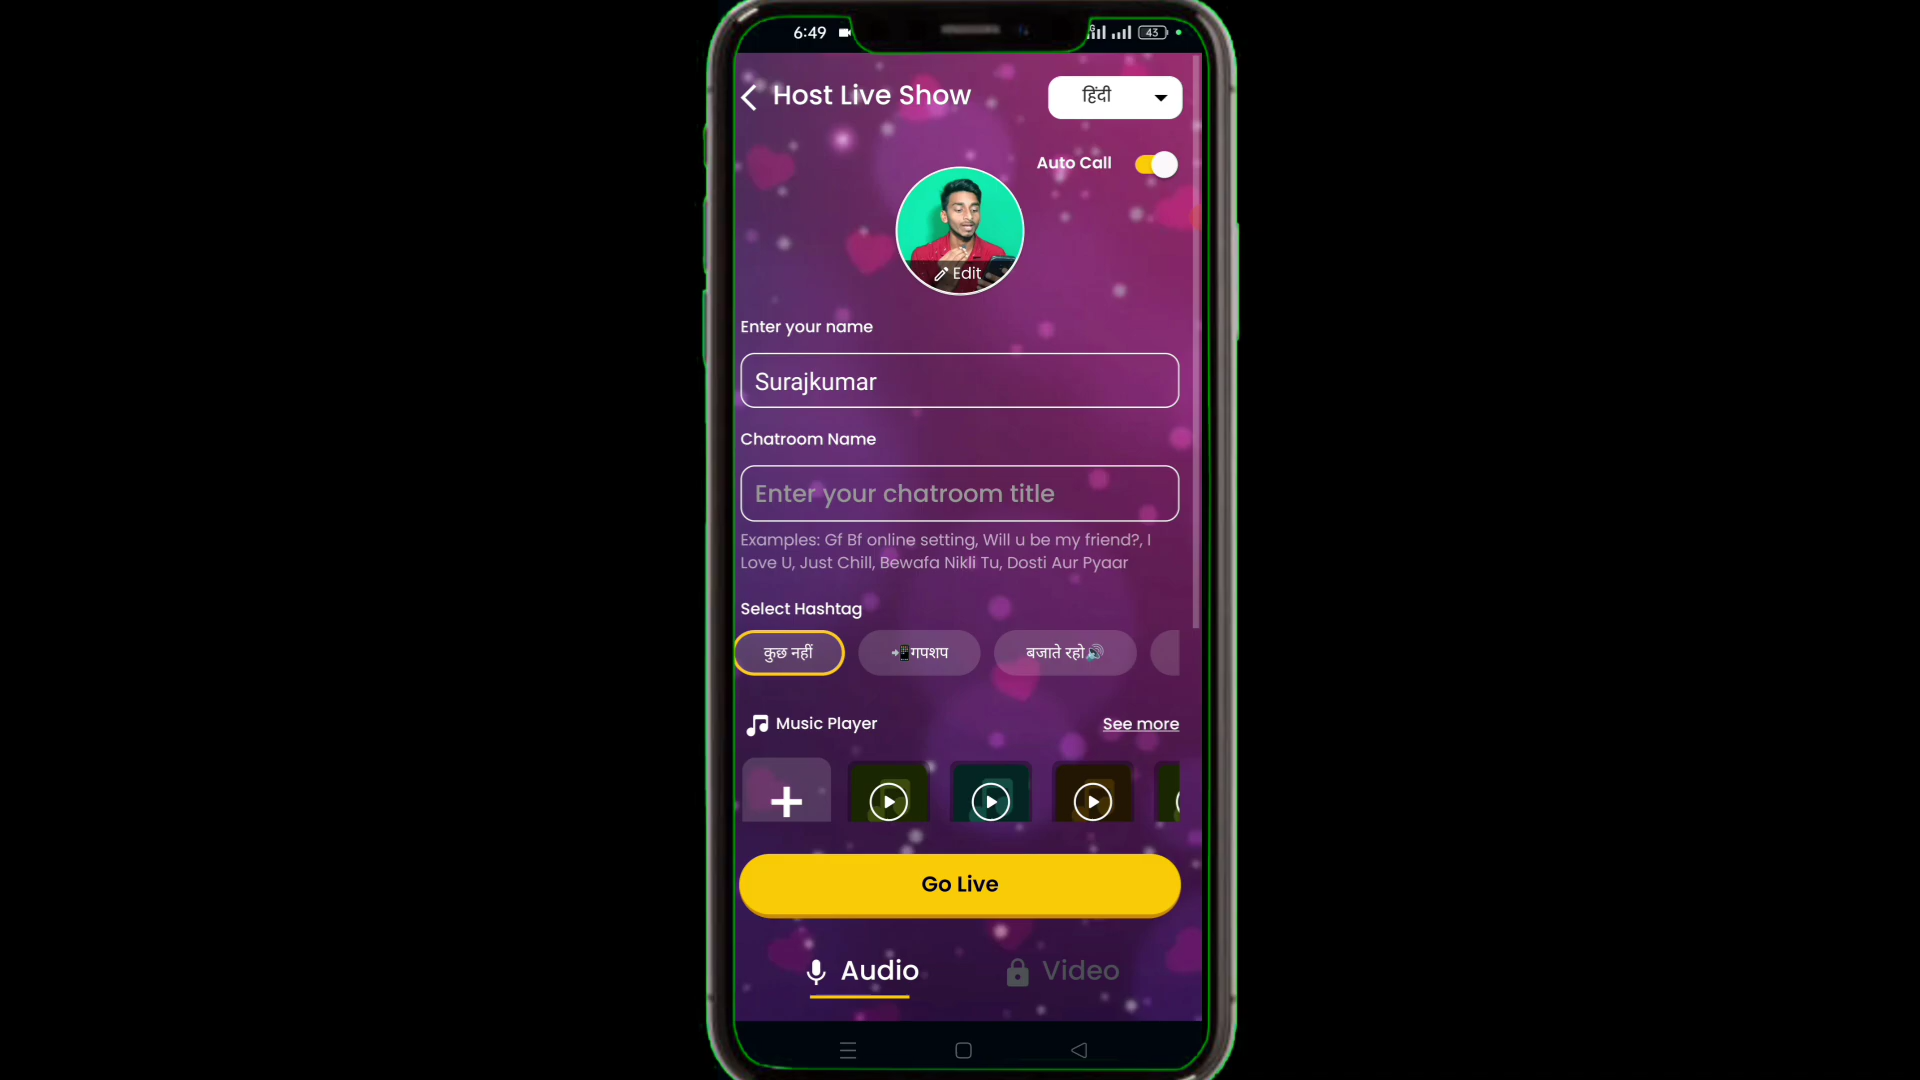 6:49
43
Host Live Show
हिंदी
Auto Call
Edit
Enter your name
Surajkumar
Chatroom Name
Enter your chatroom title
Examples: Gf Bf online setting, Will u be my friend?, I
Love U, Just Chill, Bewafa Nikli Tu, Dosti Aur Pyaar
Select Hashtag
कुछ नहीं
📲गपशप
बजाते रहो🔊
Music Player
See more
Go Live
Audio
Video